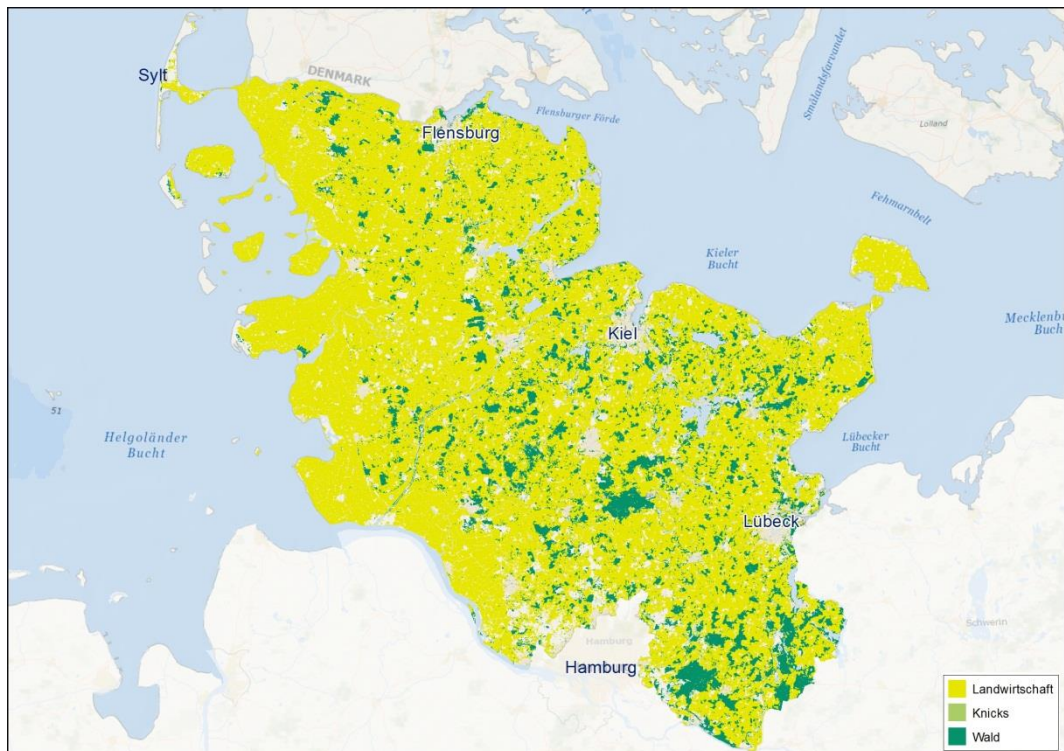 Sylt
DENMARK
Flensburg
Flensburger Förde
Smålandsfarvandet
Lolland
Fehmarnbelt
Kieler
Bucht
Kiel
Mecklenbu
Bucht
51
Helgoländer
Bucht
Lübecker
Bucht
Lübeck
Schwerin
Hamburg
Hamburg
Landwirtschaft
Knicks
Wald